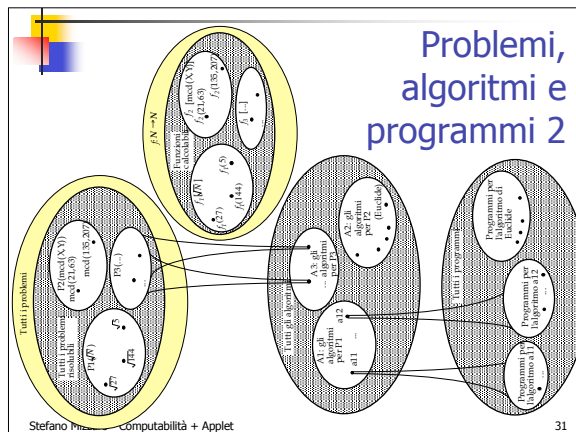 Problemi,
algoritmi e
programmi 2
f: N→N
Funzioni
calcolabili
f₂ [mcd(X,Y)]
f₂(21,63)
f₂(135,207)
f₃ [...]
...
f₁[√N]
f₁(5)
f₁(27)
f₁(144)
Tutti i problemi
Tutti i problemi
risolubili
P2(mcd(X,Y)
mcd(21,63)
mcd(135,207)
P3(...)
...
P1(√N)
√5
√27
√144
Tutti gli algoritmi
A2: gli
algoritmi
per P2
(Euclide)
A3: gli
algoritmi
per P3
...
A1: gli
algoritmi
per P1
a11
a12
...
Tutti i programmi
Programmi per
l'algoritmo di
Euclide
Programmi per
l'algoritmo a12
...
Programmi per
l'algoritmo a11
...
Stefano Computabilità + Applet
31